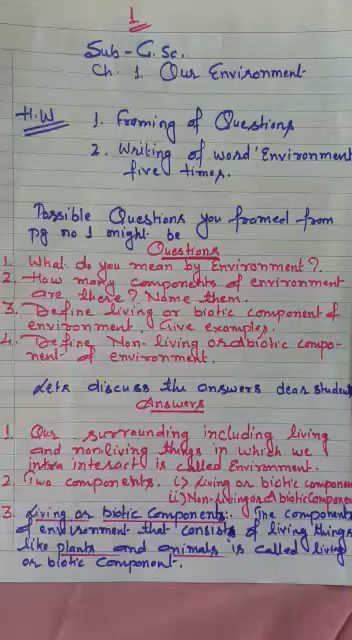 1
Sub - G. Sc.
Ch. 1. Our Environment
H.W 1. Framing of Questions
2. Writing of word 'Environment
five times.
Possible Questions you framed from
pg no 1 might be
Questions
1. What do you mean by Environment?.
2. How many components of environment
are there? Name them.
3. Define living or biotic component of
environment. Give examples.
4. Define Non-living or abiotic compo-
nent of environment.
Lets discuss the answers dear student
Answers
1. Our surrounding including living
and nonliving things in which we
interact is called Environment.
2. Two components. i) Living or biotic component
ii) Non-living or abiotic Component
3. Living or biotic Components:. The components
of environment that consists of living things
like plants and animals is called living
or biotic component.